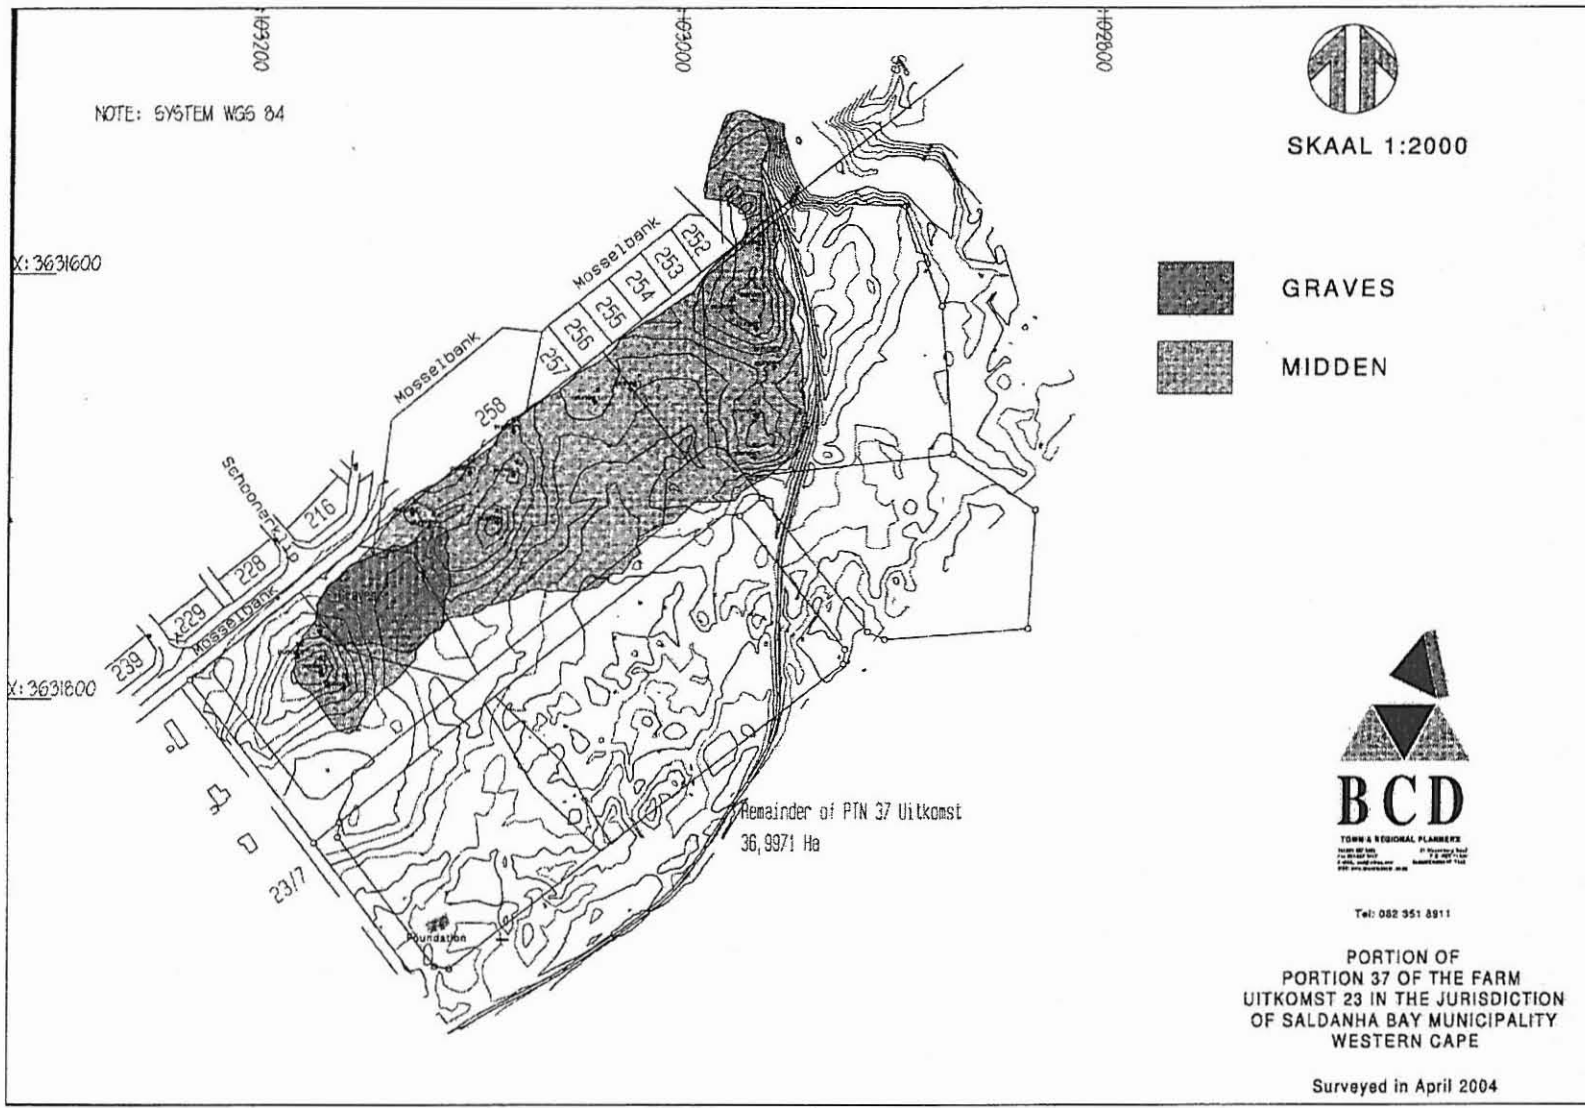 103200
103000
102800
NOTE: SYSTEM WGS 84
SKAAL 1:2000
X:3631600
GRAVES
MIDDEN
Mosselbank
252
253
254
255
256
257
Mosselbank
258
Schoonerklip
216
228
229
239
Mosselbank
X:3631800
Remainder of PTN 37 Uitkomst
36,9971 Ha
23/7
Foundation
BCD
TOWN & REGIONAL PLANNERS
Tel: 082 351 8911
PORTION OF
PORTION 37 OF THE FARM
UITKOMST 23 IN THE JURISDICTION
OF SALDANHA BAY MUNICIPALITY
WESTERN CAPE
Surveyed in April 2004